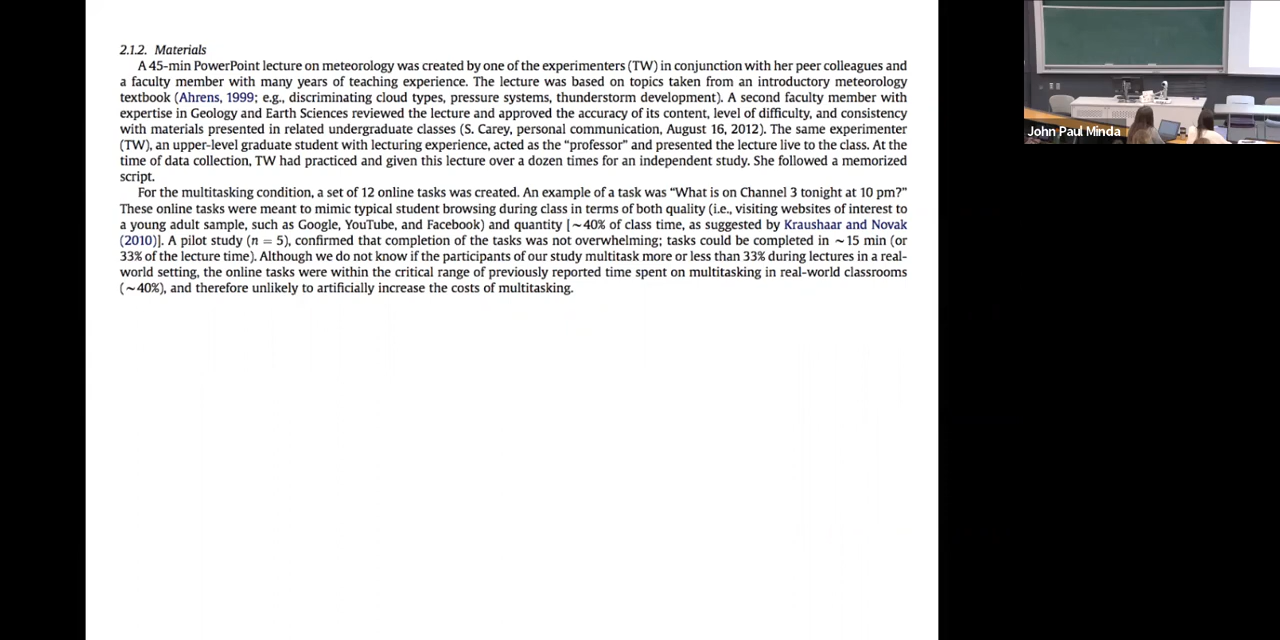 2.1.2. Materials
A 45-min PowerPoint lecture on meteorology was created by one of the experimenters (TW) in conjunction with her peer colleagues and
a faculty member with many years of teaching experience. The lecture was based on topics taken from an introductory meteorology
textbook (Ahrens, 1999; e.g., discriminating cloud types, pressure systems, thunderstorm development). A second faculty member with
expertise in Geology and Earth Sciences reviewed the lecture and approved the accuracy of its content, level of difficulty, and consistency
with materials presented in related undergraduate classes (S. Carey, personal communication, August 16, 2012). The same experimenter
(TW), an upper-level graduate student with lecturing experience, acted as the “professor” and presented the lecture live to the class. At the
time of data collection, TW had practiced and given this lecture over a dozen times for an independent study. She followed a memorized
script.
For the multitasking condition, a set of 12 online tasks was created. An example of a task was “What is on Channel 3 tonight at 10 pm?”
These online tasks were meant to mimic typical student browsing during class in terms of both quality (i.e., visiting websites of interest to
a young adult sample, such as Google, YouTube, and Facebook) and quantity [∼40% of class time, as suggested by Kraushaar and Novak
(2010)]. A pilot study (n = 5), confirmed that completion of the tasks was not overwhelming; tasks could be completed in ∼15 min (or
33% of the lecture time). Although we do not know if the participants of our study multitask more or less than 33% during lectures in a real-
world setting, the online tasks were within the critical range of previously reported time spent on multitasking in real-world classrooms
(∼40%), and therefore unlikely to artificially increase the costs of multitasking.
John Paul Minda